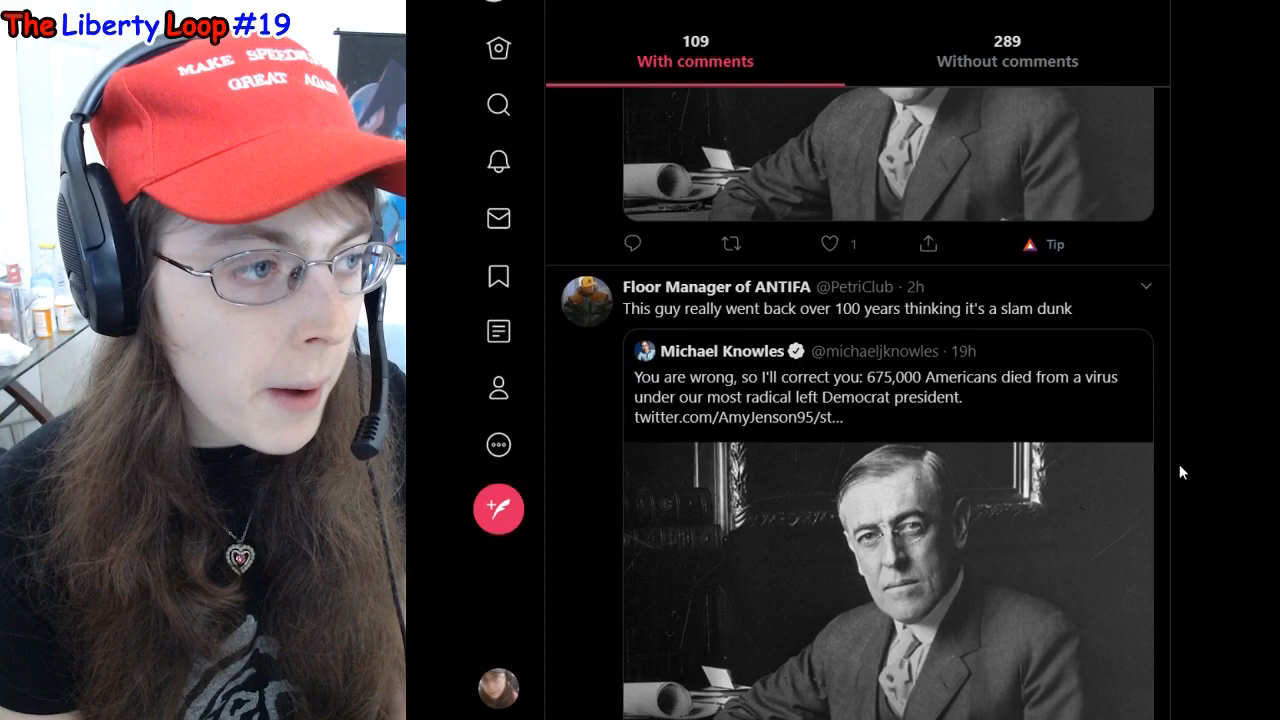 The Liberty Loop #19
MAKE
GREAT AGAIN
109
With comments
289
Without comments
1
Tip
Floor Manager of ANTIFA @PetriClub · 2h
This guy really went back over 100 years thinking it's a slam dunk
Michael Knowles @michaeljknowles · 19h
You are wrong, so I'll correct you: 675,000 Americans died from a virus
under our most radical left Democrat president.
twitter.com/AmyJenson95/st...